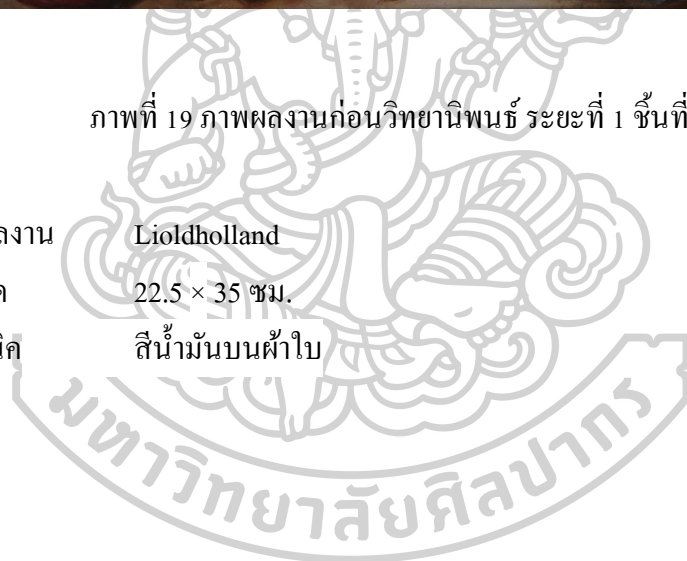 ภาพที่ 19 ภาพผลงานก่อนวิทยานิพนธ์ ระยะที่ 1 ชิ้นที่
ลงาน Lioldholland
ด 22.5 × 35 ซม.
นิค สีน้ำมันบนผ้าใบ
มหาวิทยาลัยศิลปากร